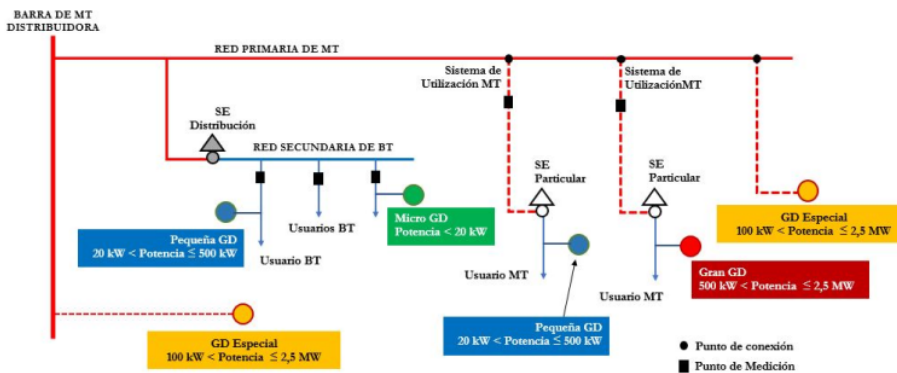 BARRA DE MT
DISTRIBUIDORA
RED PRIMARIA DE MT
Sistema de
Utilización MT
Sistema de
UtilizaciónMT
SE
Distribución
RED SECUNDARIA DE BT
SE
Particular
SE
Particular
Micro GD
Potencia < 20 kW
GD Especial
100 kW < Potencia ≤ 2,5 MW
Usuarios BT
Pequeña GD
20 kW < Potencia ≤ 500 kW
Usuario BT
Usuario MT
Gran GD
500 kW < Potencia ≤ 2,5 MW
Usuario MT
Pequeña GD
20 kW < Potencia ≤ 500 kW
GD Especial
100 kW < Potencia ≤ 2,5 MW
Punto de conexión
Punto de Medición